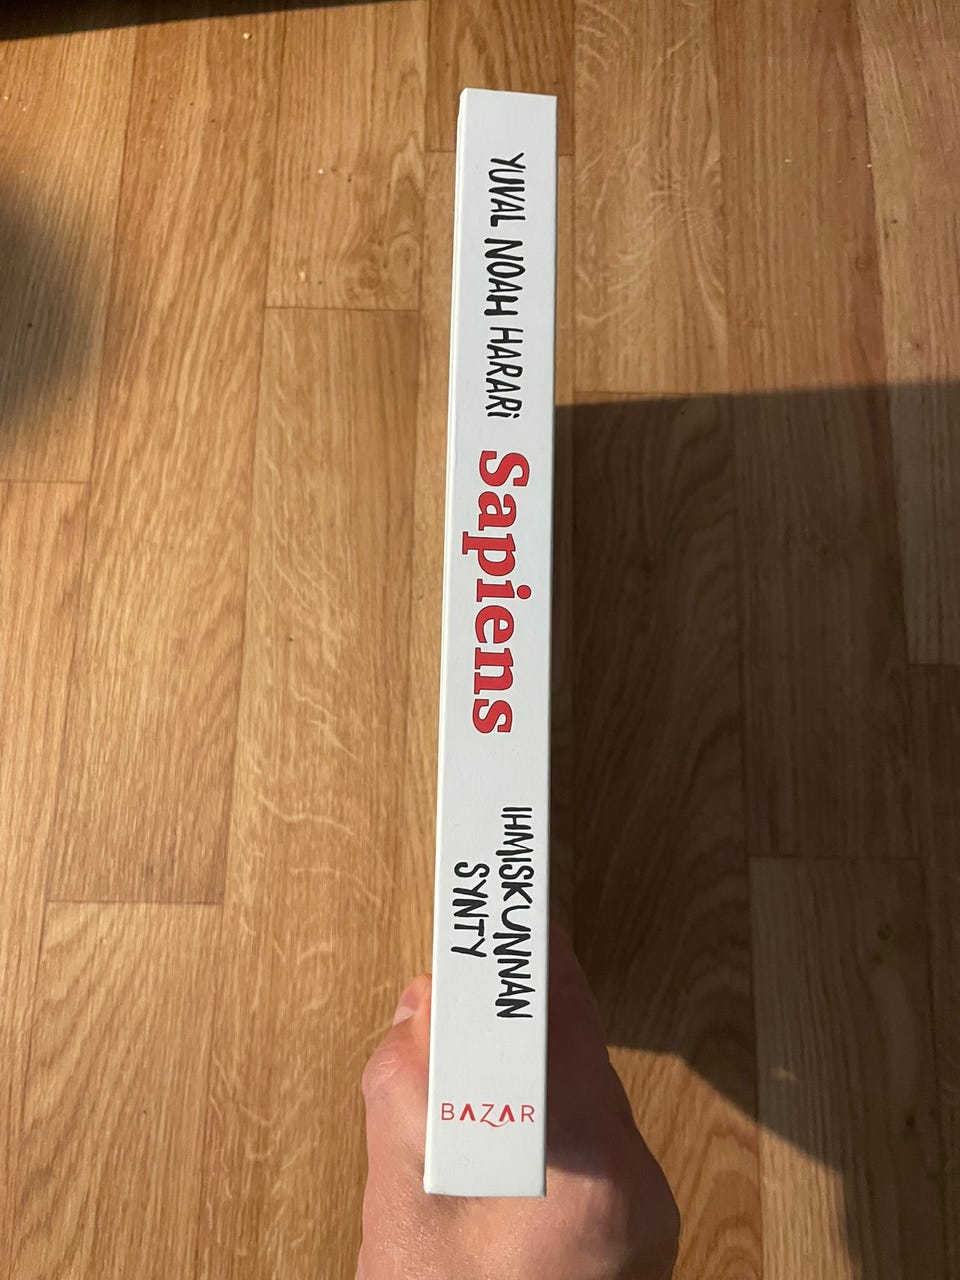 YUVAL NOAH HARARi
Sapiens
IHMISKUNNAN
SYNTY
BAZAR